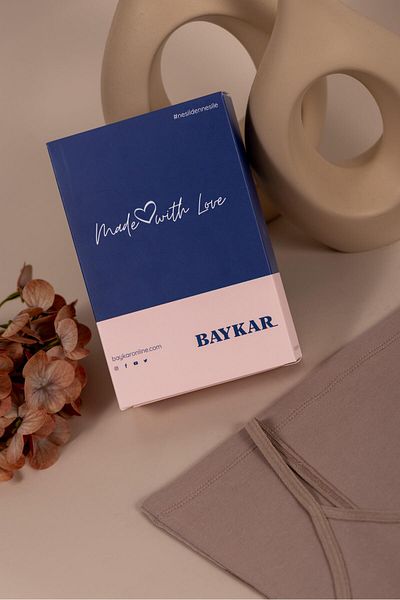 #nesildennesile
Made with Love
BAYKAR
baykaronline.com